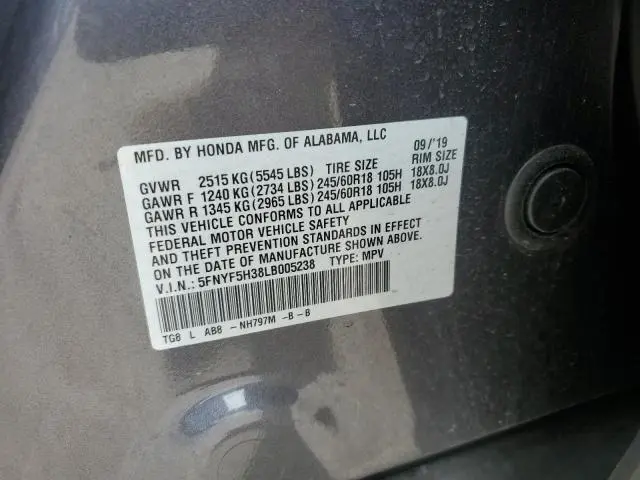 MFD. BY HONDA MFG. OF ALABAMA, LLC 09/'19
GVWR 2515 KG(5545 LBS) TIRE SIZE RIM SIZE
GAWR F 1240 KG(2734 LBS)245/60R18 105H 18X8.0J
GAWR R 1345 KG(2965 LBS)245/60R18 105H 18X8.0J
THIS VEHICLE CONFORMS TO ALL APPLICABLE
FEDERAL MOTOR VEHICLE SAFETY
AND THEFT PREVENTION STANDARDS IN EFFECT
ON THE DATE OF MANUFACTURE SHOWN ABOVE.
V.I.N.: 5FNYF5H38LB005238 TYPE: MPV
TG8 L AB8 - NH797M -B - B